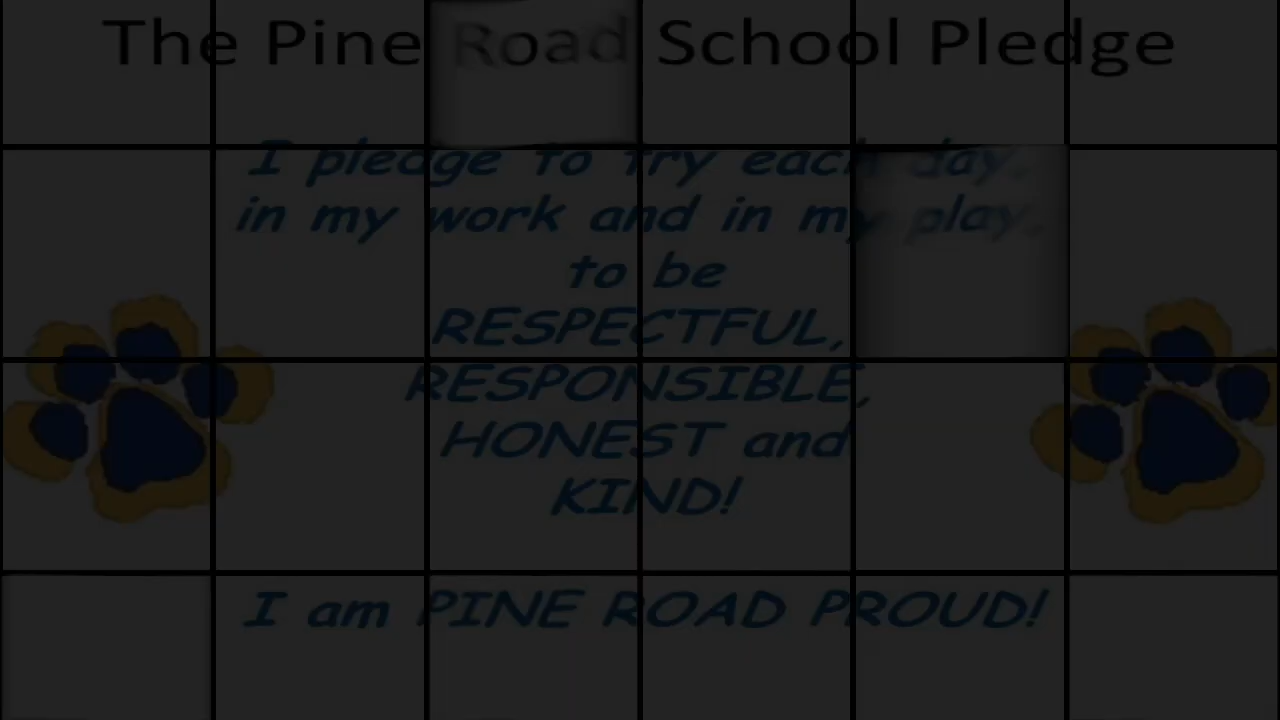 The Pine Road School Pledge
I pledge to try each day.
in my work and in my play.
to be
RESPECTFUL,
RESPONSIBLE,
HONEST and
KIND!
I am PINE ROAD PROUD!